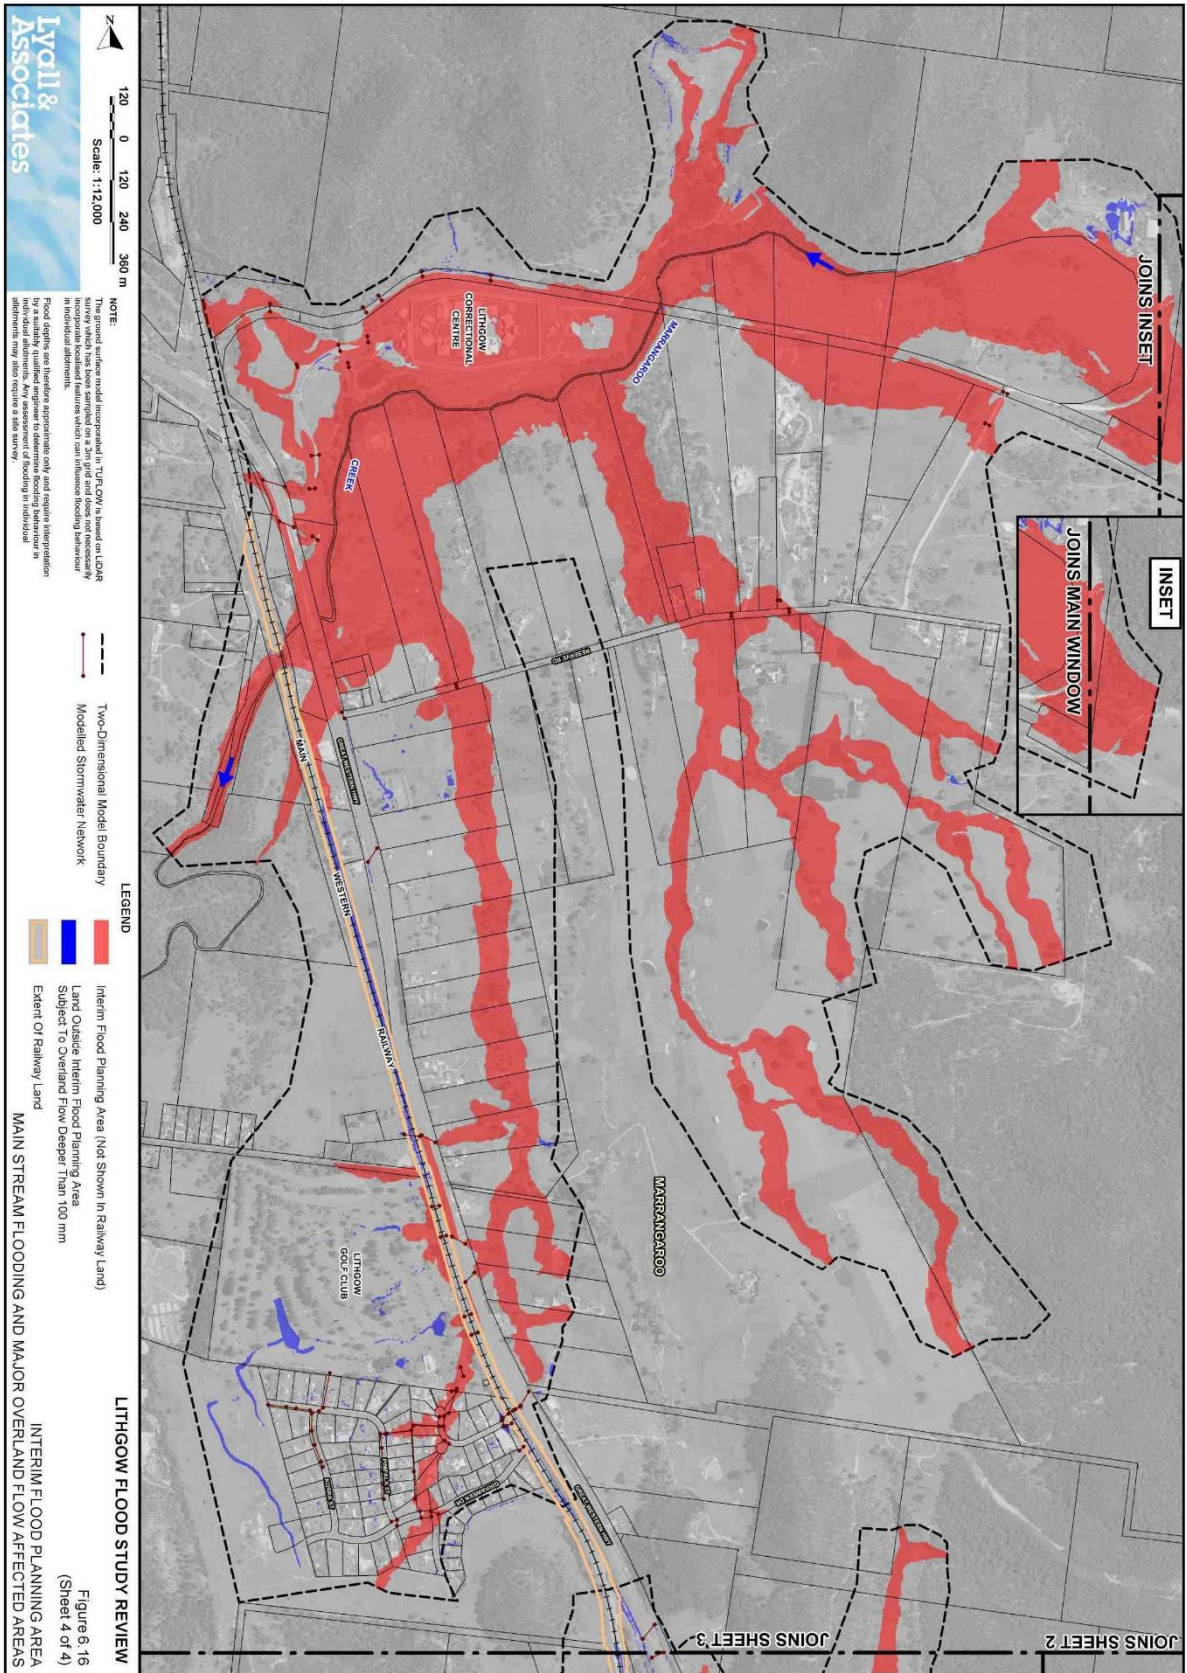 JOINS INSET
INSET
JOINS MAIN WINDOW
LITHGOW
CORRECTIONAL
CENTRE
MARRANGAROO
CREEK
RESERVE RD
GREAT WESTERN HWY
MAIN
WESTERN
RAILWAY
MARRANGAROO
LITHGOW
GOLF CLUB
GREAT WESTERN HWY
JOINS SHEET 3
JOINS SHEET 2
N
120 0 120 240 360 m
Scale: 1:12,000
Lyall &
Associates
NOTE:
The ground surface model incorporated in TUFLOW is based on LiDAR
survey which has been sampled on a 3m grid and does not necessarily
incorporate localised features which can influence flooding behaviour
in individual allotments.
Flood depths are therefore approximate only and require interpretation
by a suitably qualified engineer to determine flooding behaviour in
individual allotments. Any assessment of flooding in individual
allotments may also require a site survey.
LEGEND
Two-Dimensional Model Boundary
Modelled Stormwater Network
Interim Flood Planning Area (Not Shown In Railway Land)
Land Outside Interim Flood Planning Area
Subject To Overland Flow Deeper Than 100 mm
Extent Of Railway Land
LITHGOW FLOOD STUDY REVIEW
Figure 6.16
(Sheet 4 of 4)
INTERIM FLOOD PLANNING AREA
MAIN STREAM FLOODING AND MAJOR OVERLAND FLOW AFFECTED AREAS